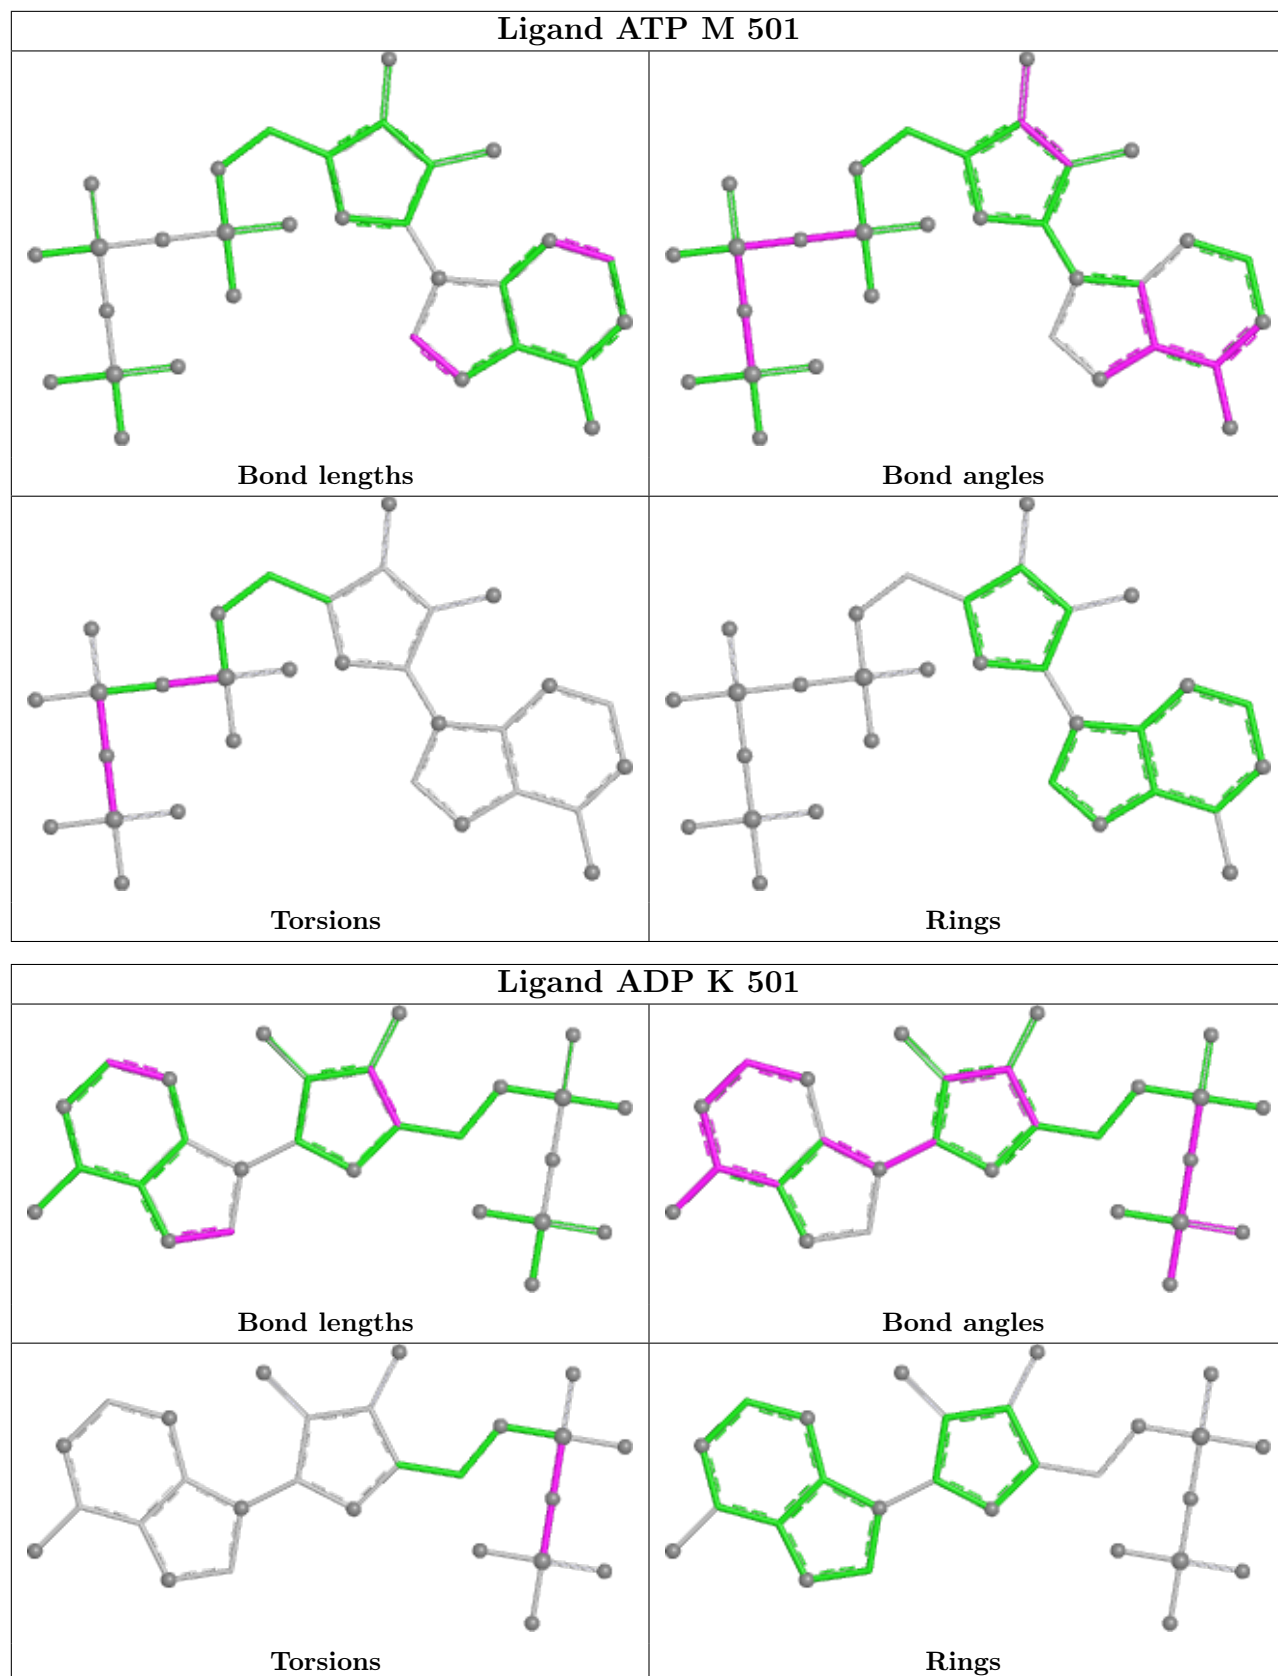 Ligand ATP M 501
Bond lengths
Bond angles
Torsions
Rings
Ligand ADP K 501
Bond lengths
Bond angles
Torsions
Rings